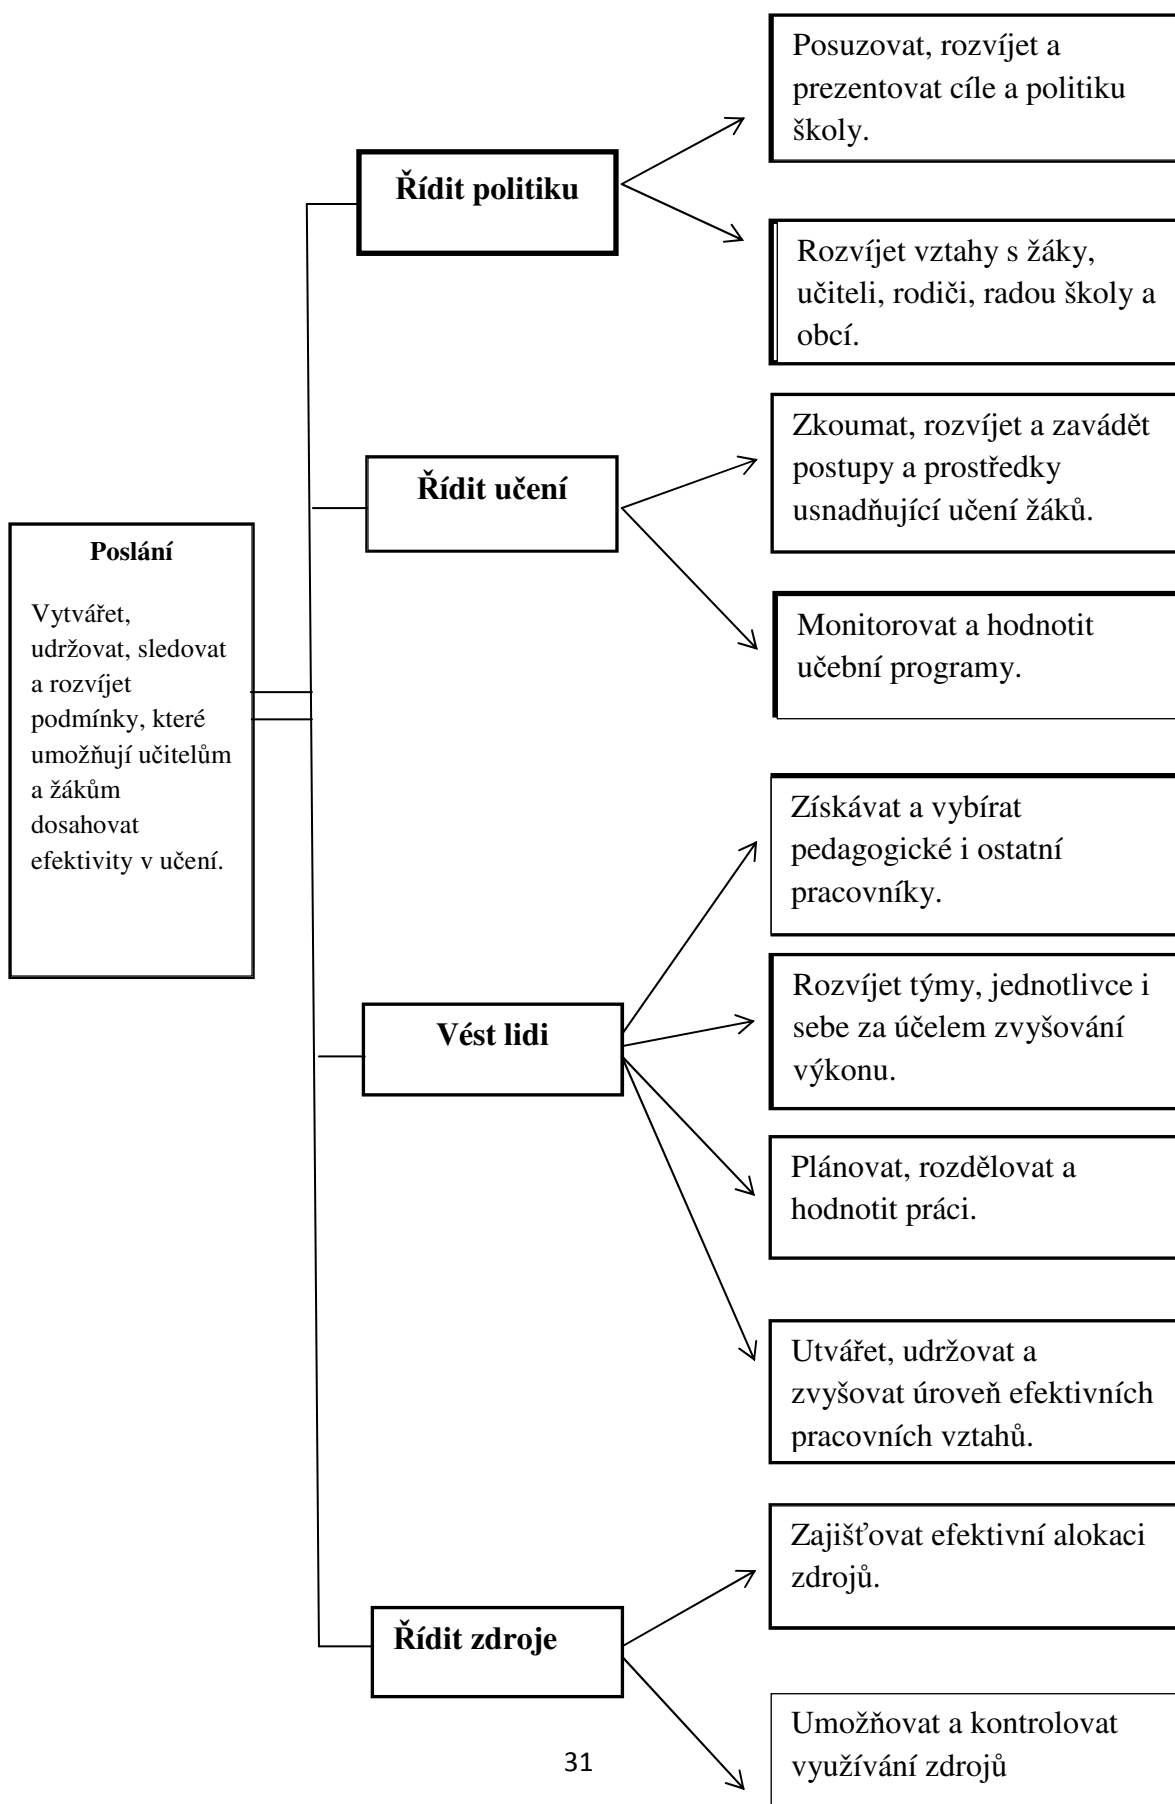 Poslání
Vytvářet,
udržovat, sledovat
a rozvíjet
podmínky, které
umožňují učitelům
a žákům
dosahovat
efektivity v učení.
Řídit politiku
Posuzovat, rozvíjet a
prezentovat cíle a politiku
školy.
Rozvíjet vztahy s žáky,
učiteli, rodiči, radou školy a
obcí.
Řídit učení
Zkoumat, rozvíjet a zavádět
postupy a prostředky
usnadňující učení žáků.
Monitorovat a hodnotit
učební programy.
Vést lidi
Získávat a vybírat
pedagogické i ostatní
pracovníky.
Rozvíjet týmy, jednotlivce i
sebe za účelem zvyšování
výkonu.
Plánovat, rozdělovat a
hodnotit práci.
Utvářet, udržovat a
zvyšovat úroveň efektivních
pracovních vztahů.
Řídit zdroje
Zajišťovat efektivní alokaci
zdrojů.
Umožňovat a kontrolovat
využívání zdrojů
31